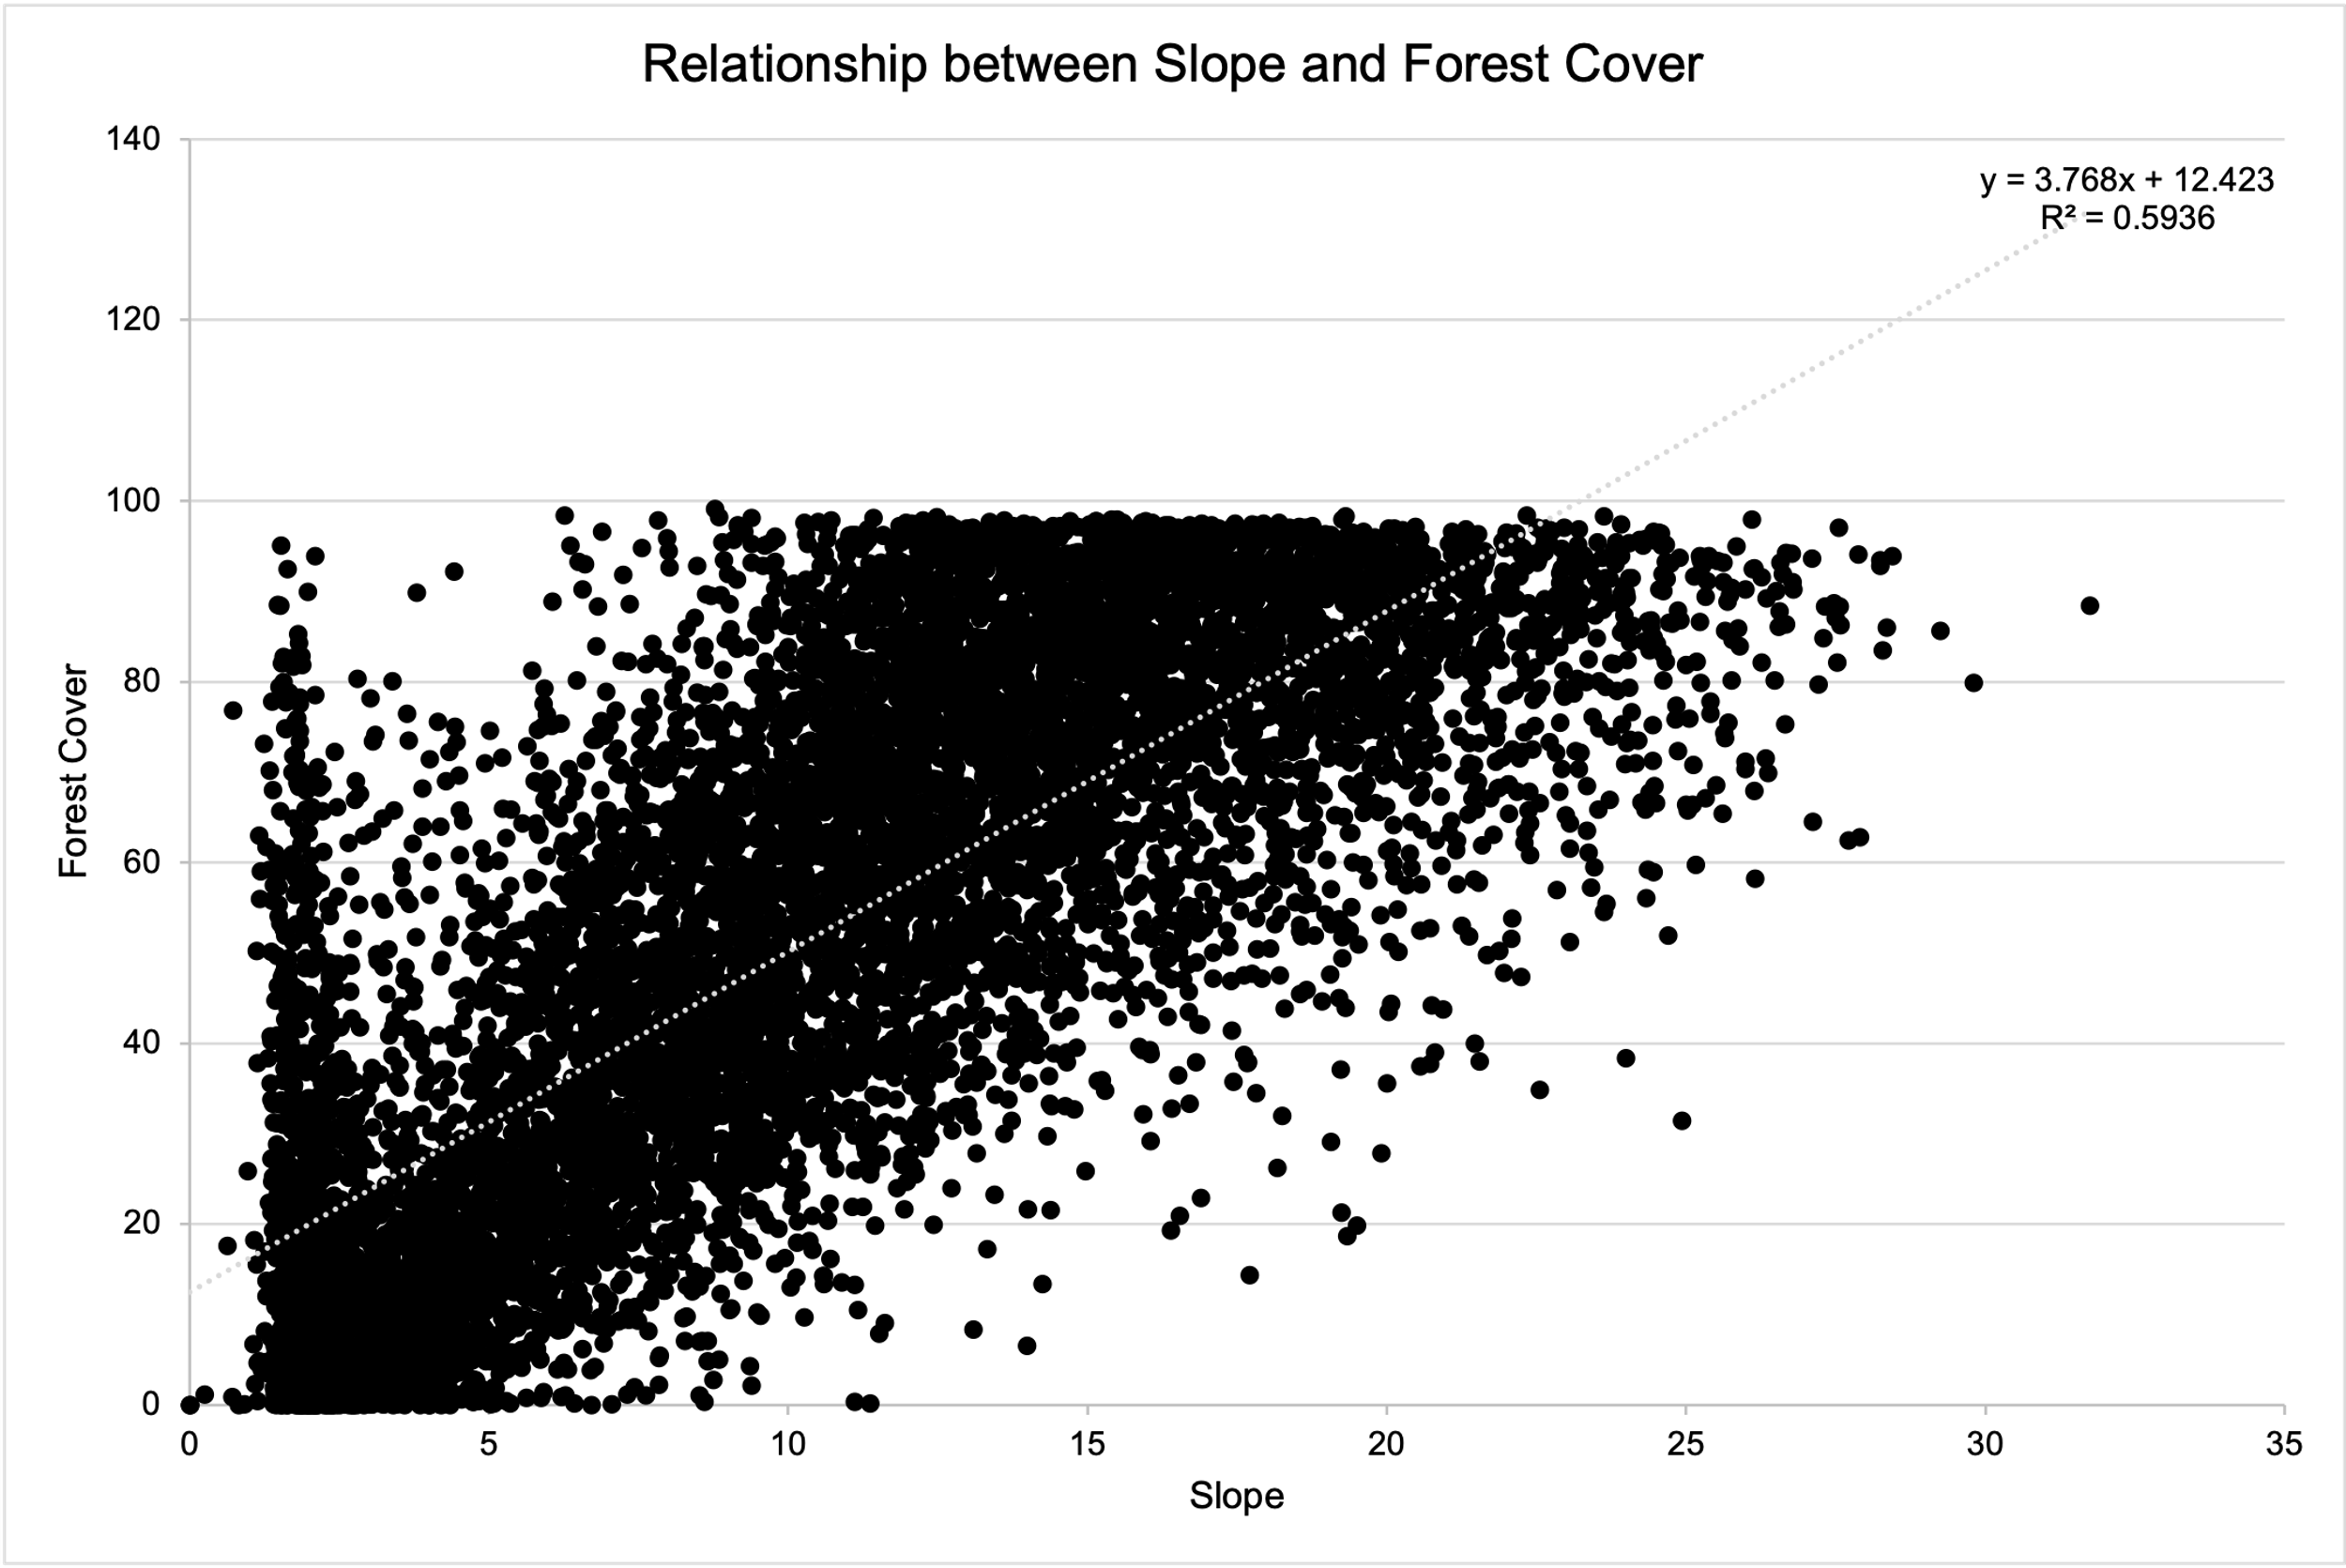 Relationship between Slope and Forest Cover
140
y = 3.768x + 12.423
R² = 0.5936
120
100
80
Forest Cover
60
40
20
0
0 5 10 15 20 25 30 35
Slope